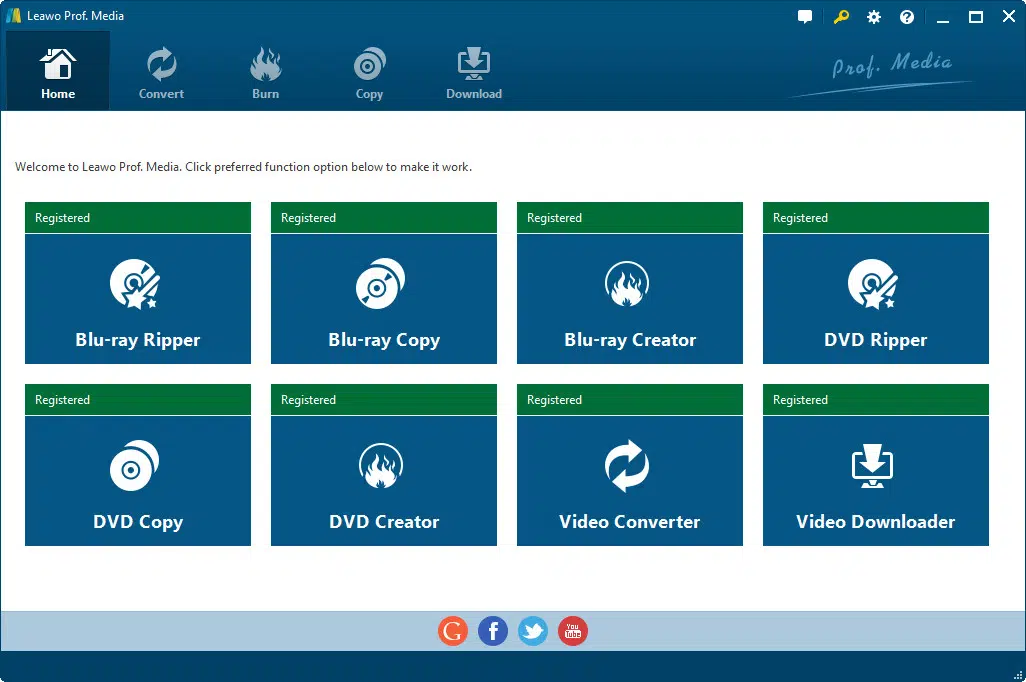 Leawo Prof. Media
Home
Convert
Burn
Copy
Download
Prof. Media
Welcome to Leawo Prof. Media. Click preferred function option below to make it work.
Registered
Registered
Registered
Registered
Blu-ray Ripper
Blu-ray Copy
Blu-ray Creator
DVD Ripper
Registered
Registered
Registered
Registered
DVD Copy
DVD Creator
Video Converter
Video Downloader
G
f
You
Tube